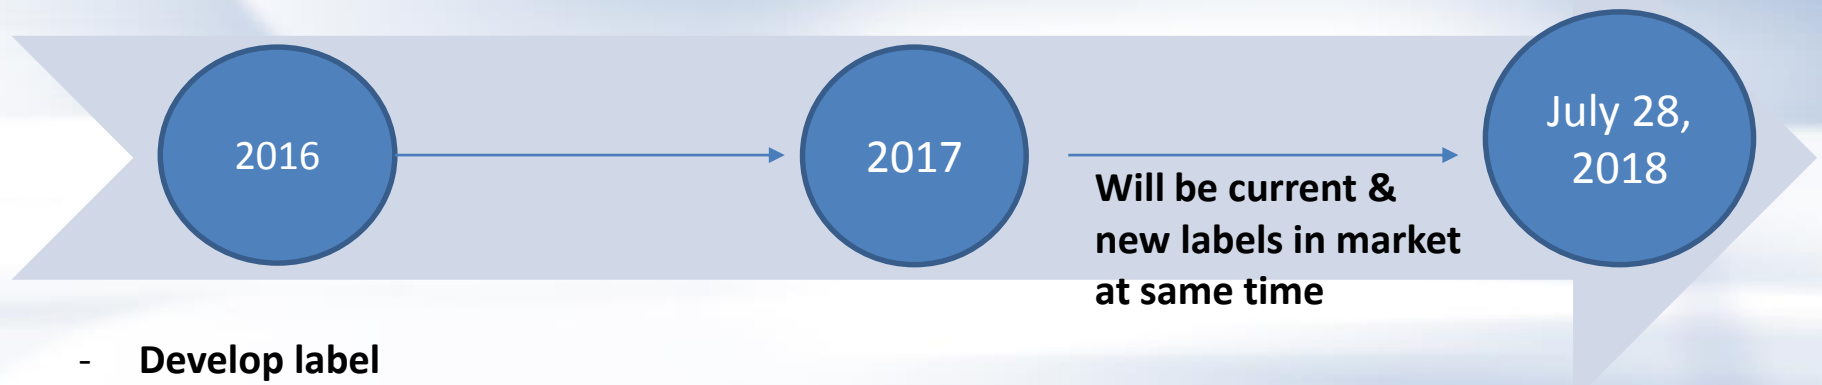 2016
2017
July 28,
2018
Will be current &
new labels in market
at same time
- Develop label